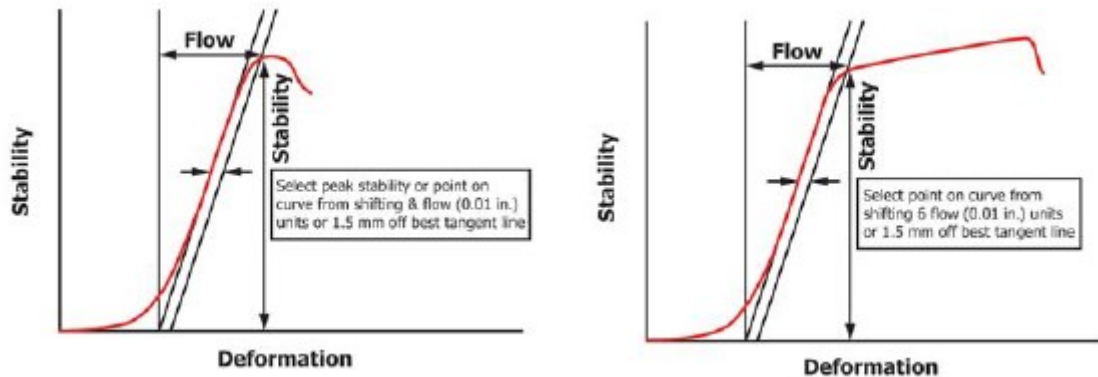 Flow
Stability
Stability
Select peak stability or point on
curve from shifting & flow (0.01 in.)
units or 1.5 mm off best tangent line
Deformation
Flow
Stability
Stability
Select point on curve from
shifting 6 flow (0.01 in.) units
or 1.5 mm off best tangent line
Deformation